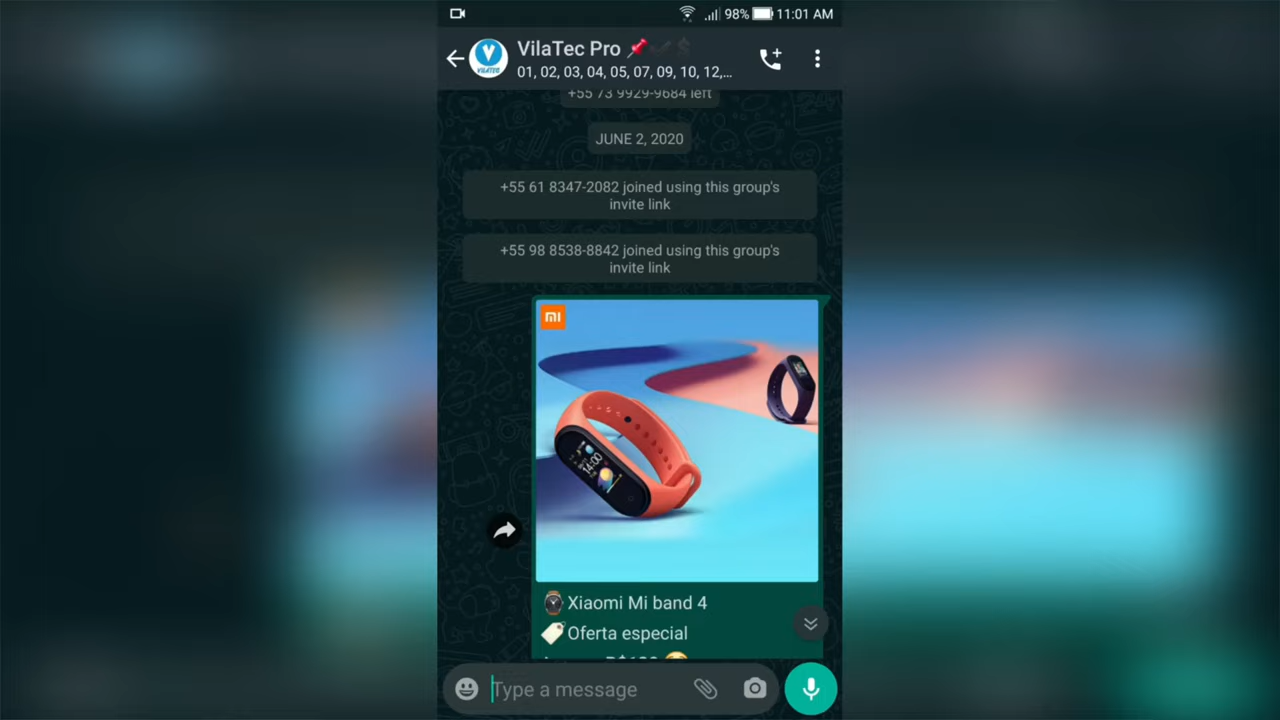 98% 11:01 AM
VilaTec Pro
01, 02, 03, 04, 05, 07, 09, 10, 12,...
+55 73 9929-9684 left
JUNE 2, 2020
+55 61 8347-2082 joined using this group's
invite link
+55 98 8538-8842 joined using this group's
invite link
mi
14:00
Xiaomi Mi band 4
Oferta especial
Type a message